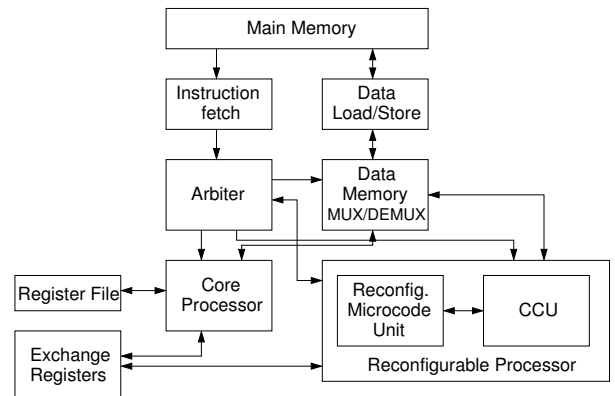 Main Memory
Instruction
fetch
Data
Load/Store
Arbiter
Data
Memory
MUX/DEMUX
Register File
Core
Processor
Reconfig.
Microcode
Unit
CCU
Exchange
Registers
Reconfigurable Processor